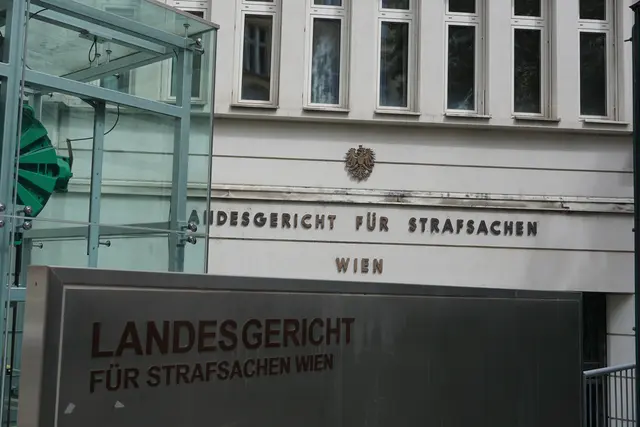 ANDESGERICHT FÜR STRAFSACHEN
WIEN
LANDESGERICHT
FÜR STRAFSACHEN WIEN